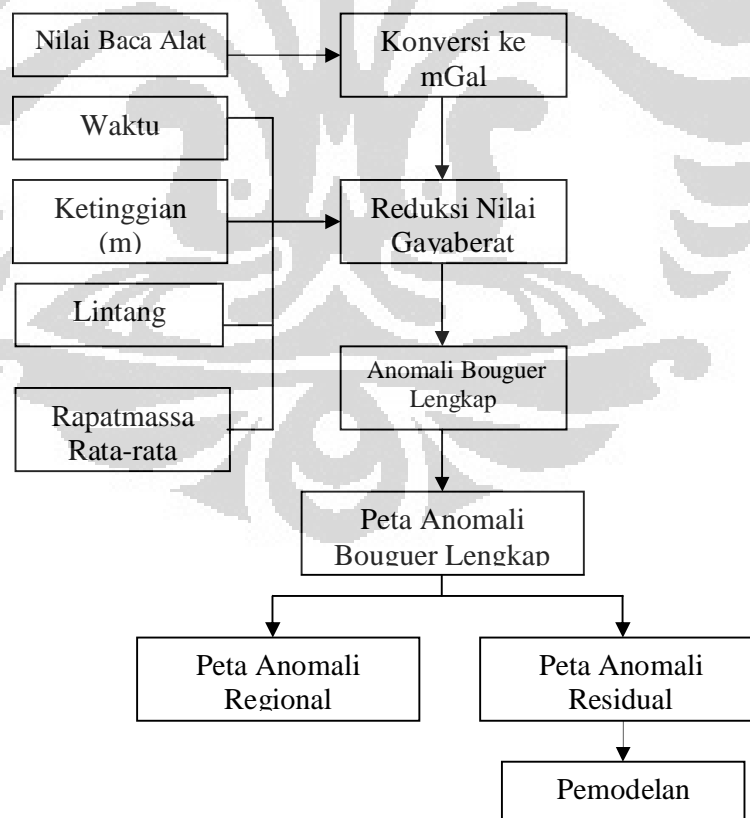 Nilai Baca Alat
Konversi ke
mGal
Waktu
Ketinggian
(m)
Reduksi Nilai
Gayaberat
Lintang
Anomali Bouguer
Lengkap
Rapatmassa
Rata-rata
Peta Anomali
Bouguer Lengkap
Peta Anomali
Regional
Peta Anomali
Residual
Pemodelan